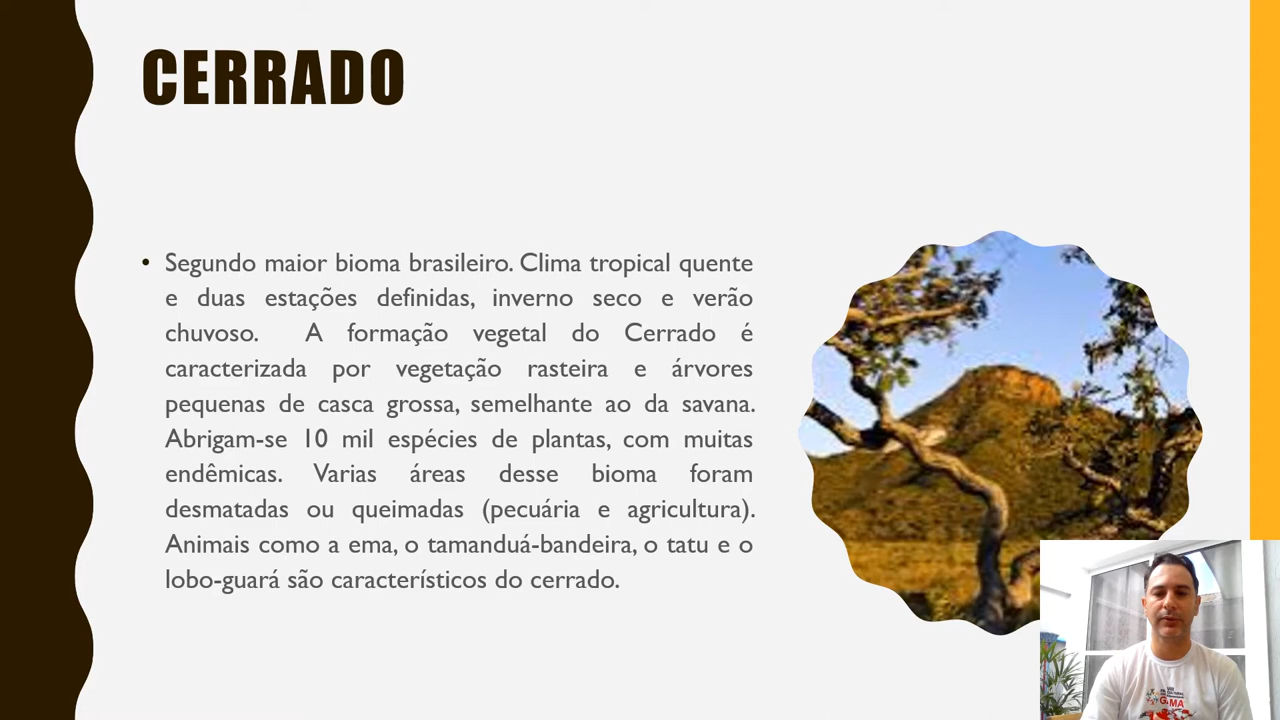 CERRADO
• Segundo maior bioma brasileiro. Clima tropical quente
e duas estações definidas, inverno seco e verão
chuvoso. A formação vegetal do Cerrado é
caracterizada por vegetação rasteira e árvores
pequenas de casca grossa, semelhante ao da savana.
Abrigam-se 10 mil espécies de plantas, com muitas
endêmicas. Varias áreas desse bioma foram
desmatadas ou queimadas (pecuária e agricultura).
Animais como a ema, o tamanduá-bandeira, o tatu e o
lobo-guará são característicos do cerrado.